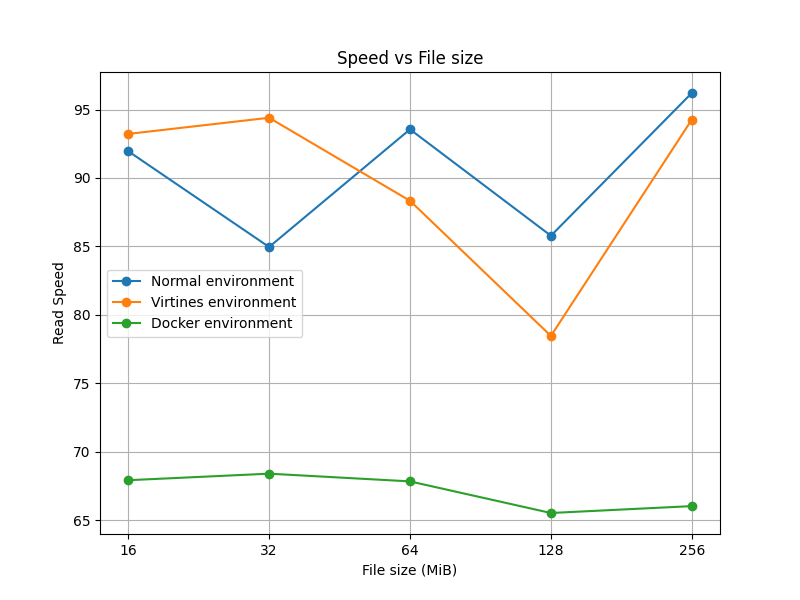 Speed vs File size
95
90
85
80
75
70
65
Read Speed
Normal environment
Virtines environment
Docker environment
16 32 64 128 256
File size (MiB)